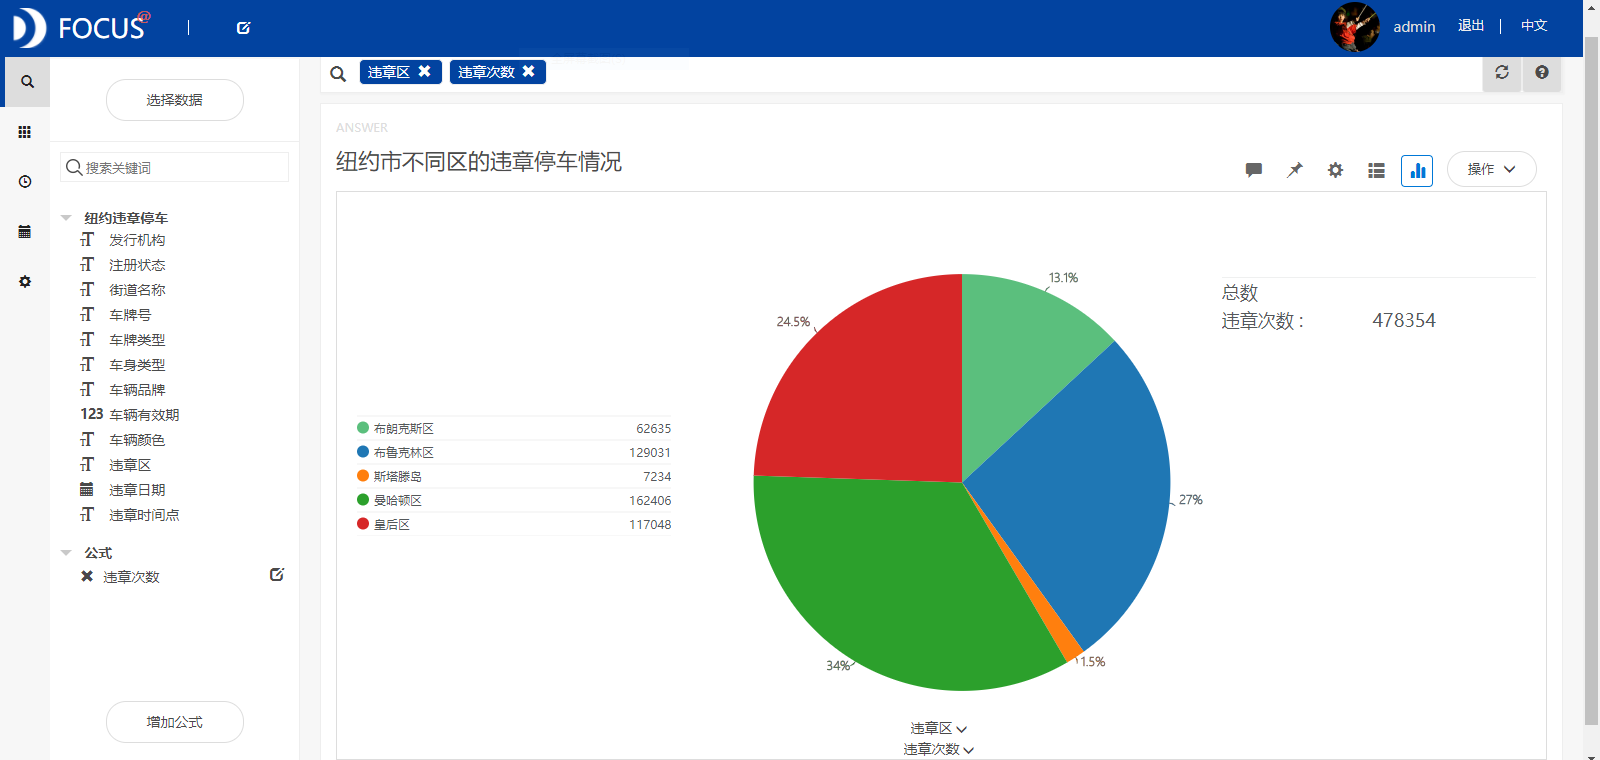 FOCUS@
admin
退出
中文
违章区
违章次数
选择数据
搜索关键词
纽约违章停车
发行机构
注册状态
街道名称
车牌号
车牌类型
车身类型
车辆品牌
123 车辆有效期
车辆颜色
违章区
违章日期
违章时间点
公式
违章次数
增加公式
ANSWER
纽约市不同区的违章停车情况
操作
布朗克斯区 62635
布鲁克林区 129031
斯塔滕岛 7234
曼哈顿区 162406
皇后区 117048
13.1%
24.5%
27%
34%
1.5%
总数
违章次数 : 478354
违章区
违章次数